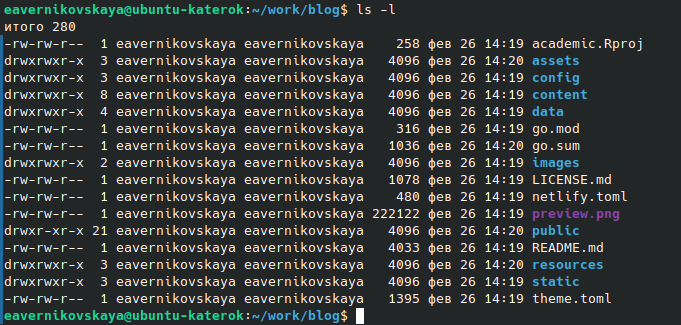 eavernikovskaya@ubuntu-katerok:~/work/blog$ ls -l
итого 280
-rw-rw-r--  1 eavernikovskaya eavernikovskaya    258 фев 26 14:19 academic.Rproj
drwxrwxr-x  3 eavernikovskaya eavernikovskaya   4096 фев 26 14:20 assets
drwxrwxr-x  3 eavernikovskaya eavernikovskaya   4096 фев 26 14:19 config
drwxrwxr-x  8 eavernikovskaya eavernikovskaya   4096 фев 26 14:19 content
drwxrwxr-x  4 eavernikovskaya eavernikovskaya   4096 фев 26 14:19 data
-rw-rw-r--  1 eavernikovskaya eavernikovskaya    316 фев 26 14:19 go.mod
-rw-rw-r--  1 eavernikovskaya eavernikovskaya   1036 фев 26 14:20 go.sum
drwxrwxr-x  2 eavernikovskaya eavernikovskaya   4096 фев 26 14:19 images
-rw-rw-r--  1 eavernikovskaya eavernikovskaya   1078 фев 26 14:19 LICENSE.md
-rw-rw-r--  1 eavernikovskaya eavernikovskaya    480 фев 26 14:19 netlify.toml
-rw-rw-r--  1 eavernikovskaya eavernikovskaya 222122 фев 26 14:19 preview.png
drwxr-xr-x 21 eavernikovskaya eavernikovskaya   4096 фев 26 14:20 public
-rw-rw-r--  1 eavernikovskaya eavernikovskaya   4033 фев 26 14:19 README.md
drwxrwxr-x  3 eavernikovskaya eavernikovskaya   4096 фев 26 14:20 resources
drwxrwxr-x  3 eavernikovskaya eavernikovskaya   4096 фев 26 14:19 static
-rw-rw-r--  1 eavernikovskaya eavernikovskaya   1395 фев 26 14:19 theme.toml
eavernikovskaya@ubuntu-katerok:~/work/blog$